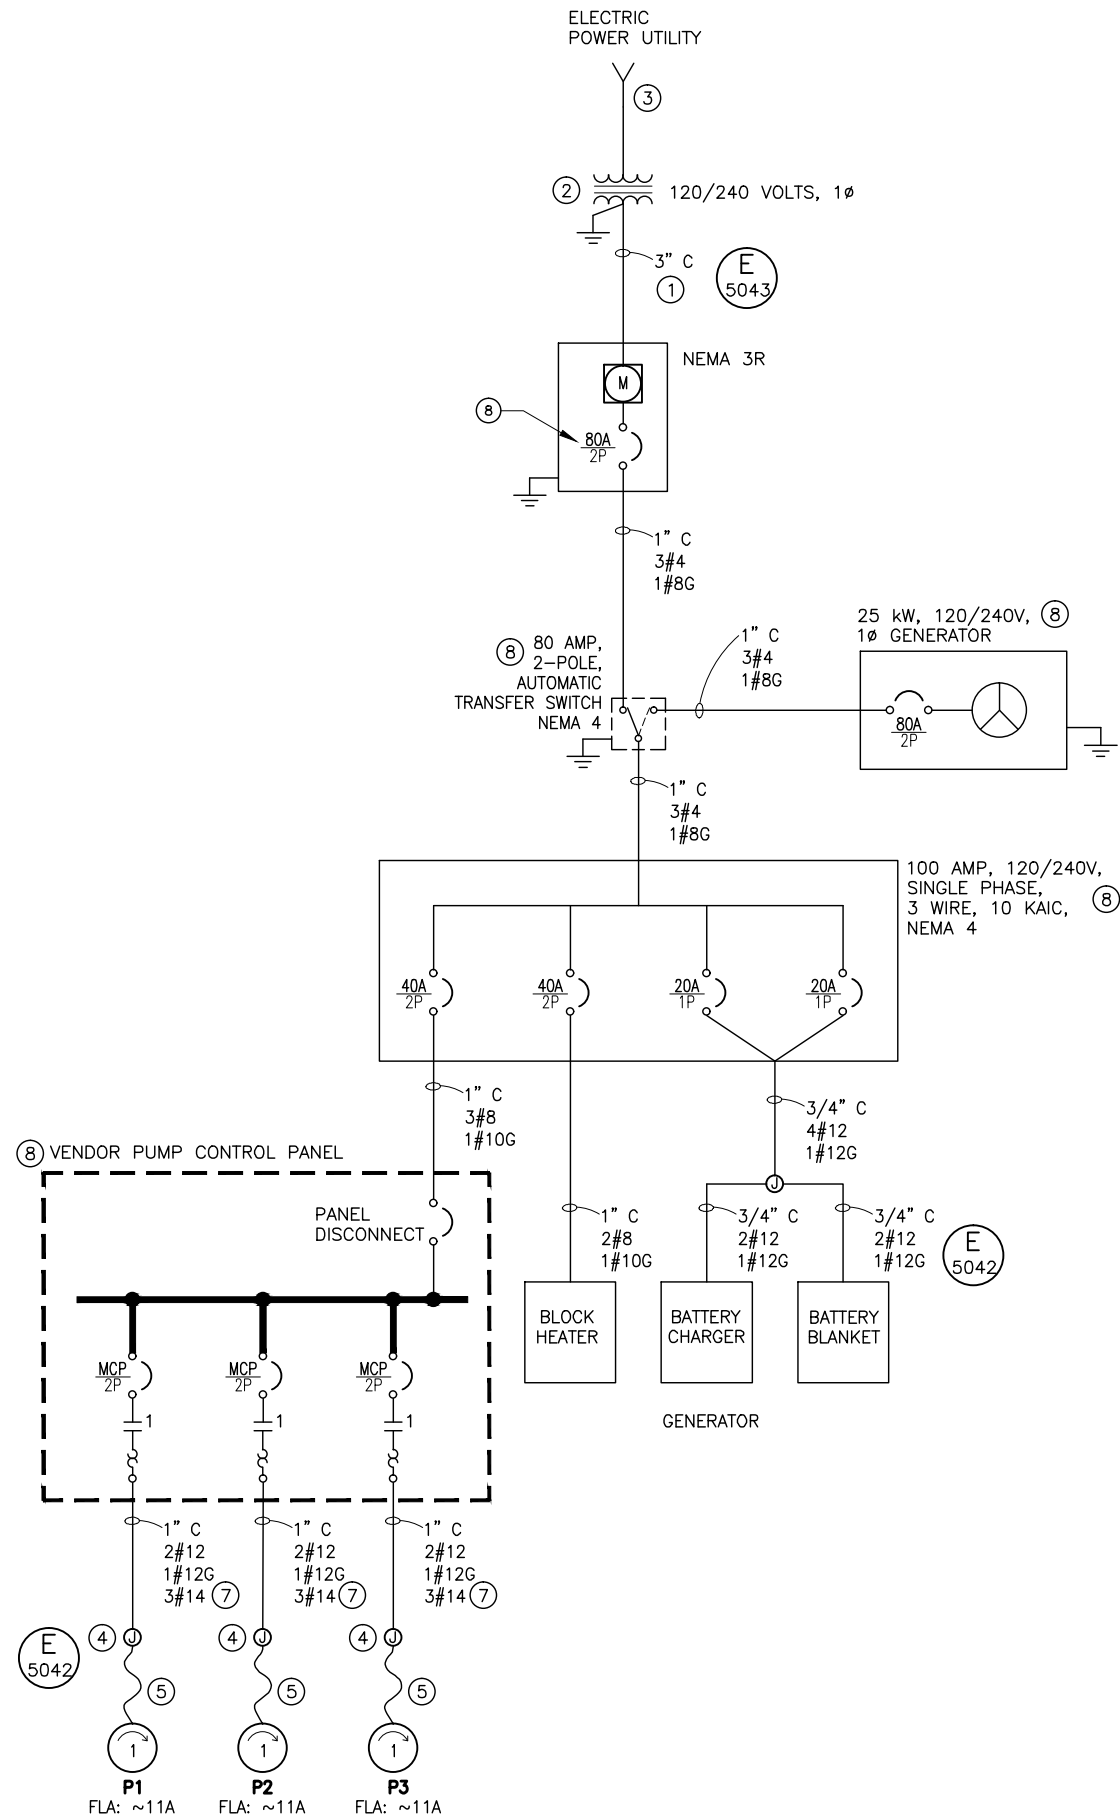 ELECTRIC
POWER UTILITY
3
2
120/240 VOLTS, 1ø
3" C
1
E
5043
NEMA 3R
M
8
80A
2P
1" C
3#4
1#8G
8
80 AMP,
2-POLE,
AUTOMATIC
TRANSFER SWITCH
NEMA 4
1" C
3#4
1#8G
25 kW, 120/240V,
1ø GENERATOR
8
80A
2P
1" C
3#4
1#8G
100 AMP, 120/240V,
SINGLE PHASE,
3 WIRE, 10 KAIC,
NEMA 4
8
40A
2P
40A
2P
20A
1P
20A
1P
1" C
3#8
1#10G
3/4" C
4#12
1#12G
J
8
VENDOR PUMP CONTROL PANEL
PANEL
DISCONNECT
1" C
2#8
1#10G
3/4" C
2#12
1#12G
3/4" C
2#12
1#12G
E
5042
BLOCK
HEATER
BATTERY
CHARGER
BATTERY
BLANKET
GENERATOR
MCP
2P
1
MCP
2P
1
MCP
2P
1
1" C
2#12
1#12G
3#14
7
1" C
2#12
1#12G
3#14
7
1" C
2#12
1#12G
3#14
7
E
5042
4
J
4
J
4
J
5
5
5
1
1
1
P1
FLA: ~11A
P2
FLA: ~11A
P3
FLA: ~11A